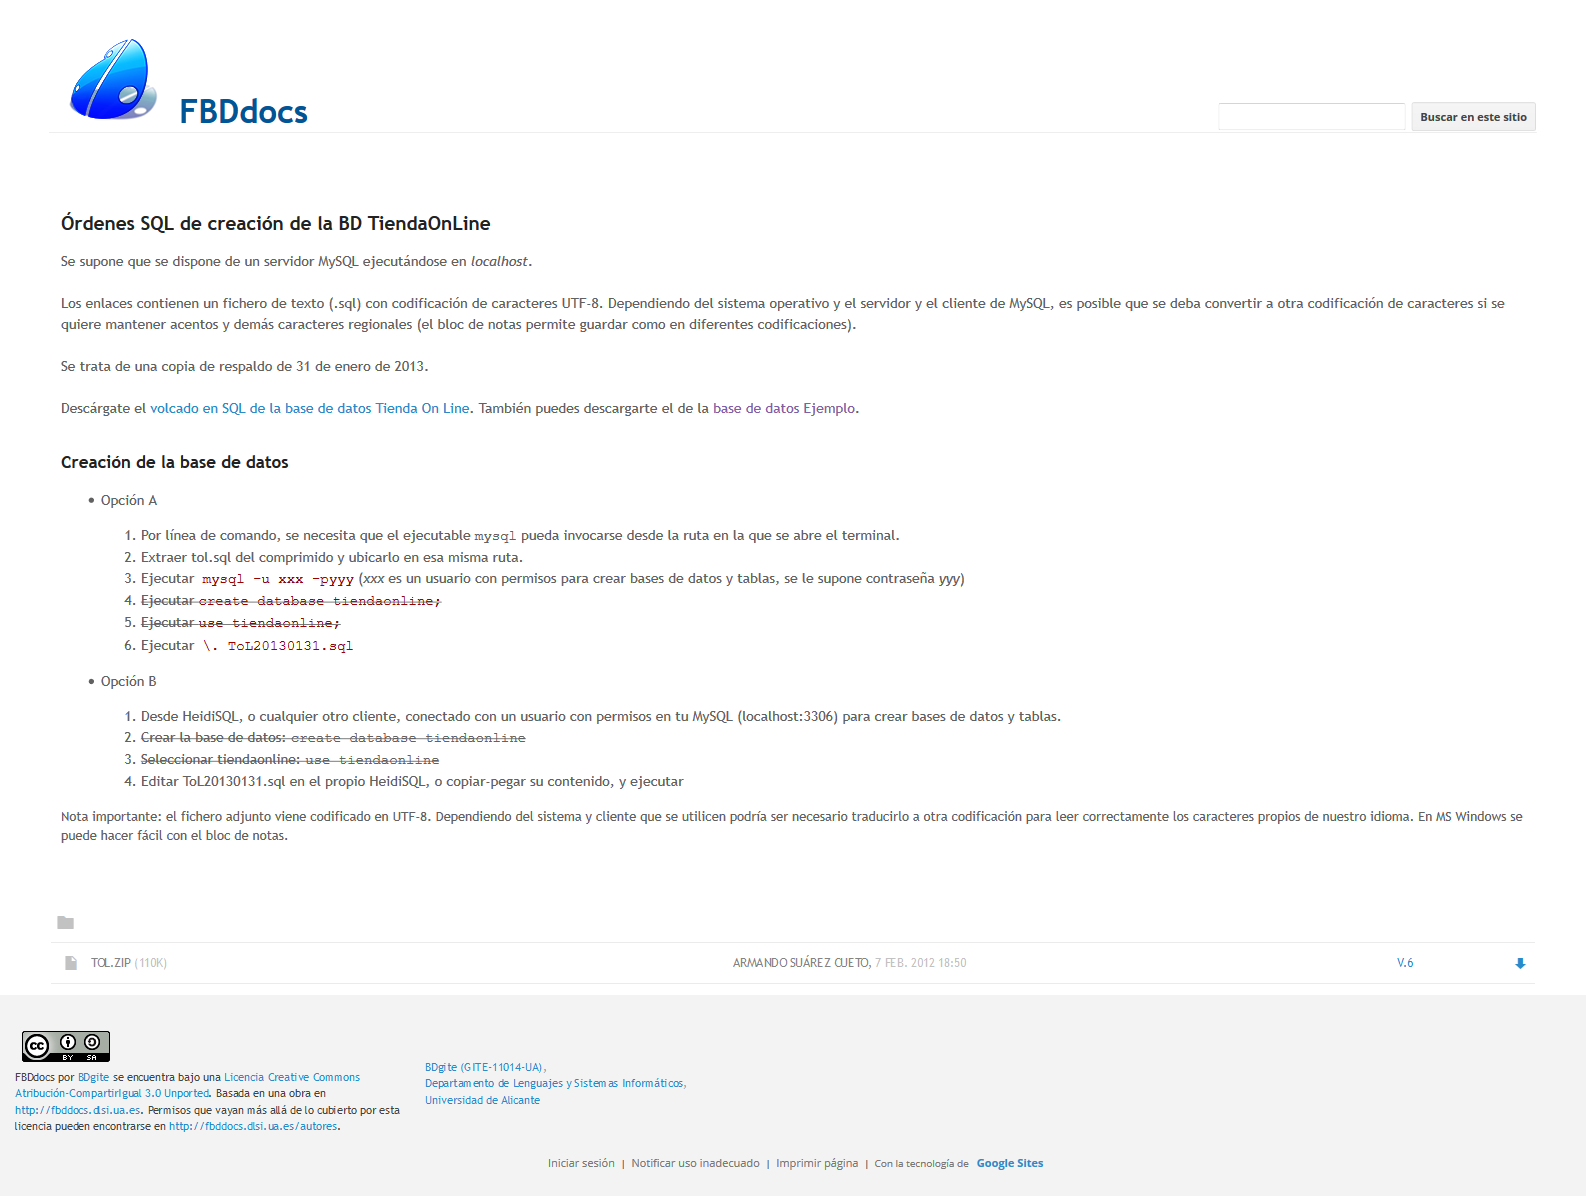 FBDdocs
Buscar en este sitio
Órdenes SQL de creación de la BD TiendaOnLine
Se supone que se dispone de un servidor MySQL ejecutándose en localhost.
Los enlaces contienen un fichero de texto (.sql) con codificación de caracteres UTF-8. Dependiendo del sistema operativo y el servidor y el cliente de MySQL, es posible que se deba convertir a otra codificación de caracteres si se
quiere mantener acentos y demás caracteres regionales (el bloc de notas permite guardar como en diferentes codificaciones).
Se trata de una copia de respaldo de 31 de enero de 2013.
Descárgate el volcado en SQL de la base de datos Tienda On Line. También puedes descargarte el de la base de datos Ejemplo.
Creación de la base de datos
• Opción A
1. Por línea de comando, se necesita que el ejecutable mysql pueda invocarse desde la ruta en la que se abre el terminal.
2. Extraer tol.sql del comprimido y ubicarlo en esa misma ruta.
3. Ejecutar mysql -u xxx -pyyy (xxx es un usuario con permisos para crear bases de datos y tablas, se le supone contraseña yyy)
4. Ejecutar create database tiendaonline;
5. Ejecutar use tiendaonline;
6. Ejecutar \. ToL20130131.sql
• Opción B
1. Desde HeidiSQL, o cualquier otro cliente, conectado con un usuario con permisos en tu MySQL (localhost:3306) para crear bases de datos y tablas.
2. Crear la base de datos: create database tiendaonline
3. Seleccionar tiendaonline: use tiendaonline
4. Editar ToL20130131.sql en el propio HeidiSQL, o copiar-pegar su contenido, y ejecutar
Nota importante: el fichero adjunto viene codificado en UTF-8. Dependiendo del sistema y cliente que se utilicen podría ser necesario traducirlo a otra codificación para leer correctamente los caracteres propios de nuestro idioma. En MS Windows se
puede hacer fácil con el bloc de notas.
TOL.ZIP (110K) ARMANDO SUÁREZ CUETO, 7 FEB. 2012 18:50 V.6
CC BY SA
FBDdocs por BDgite se encuentra bajo una Licencia Creative Commons
Atribución-CompartirIgual 3.0 Unported. Basada en una obra en
http://fbddocs.dlsi.ua.es. Permisos que vayan más allá de lo cubierto por esta
licencia pueden encontrarse en http://fbddocs.dlsi.ua.es/autores.
BDgite (GITE-11014-UA),
Departamento de Lenguajes y Sistemas Informáticos,
Universidad de Alicante
Iniciar sesión | Notificar uso inadecuado | Imprimir página | Con la tecnología de Google Sites